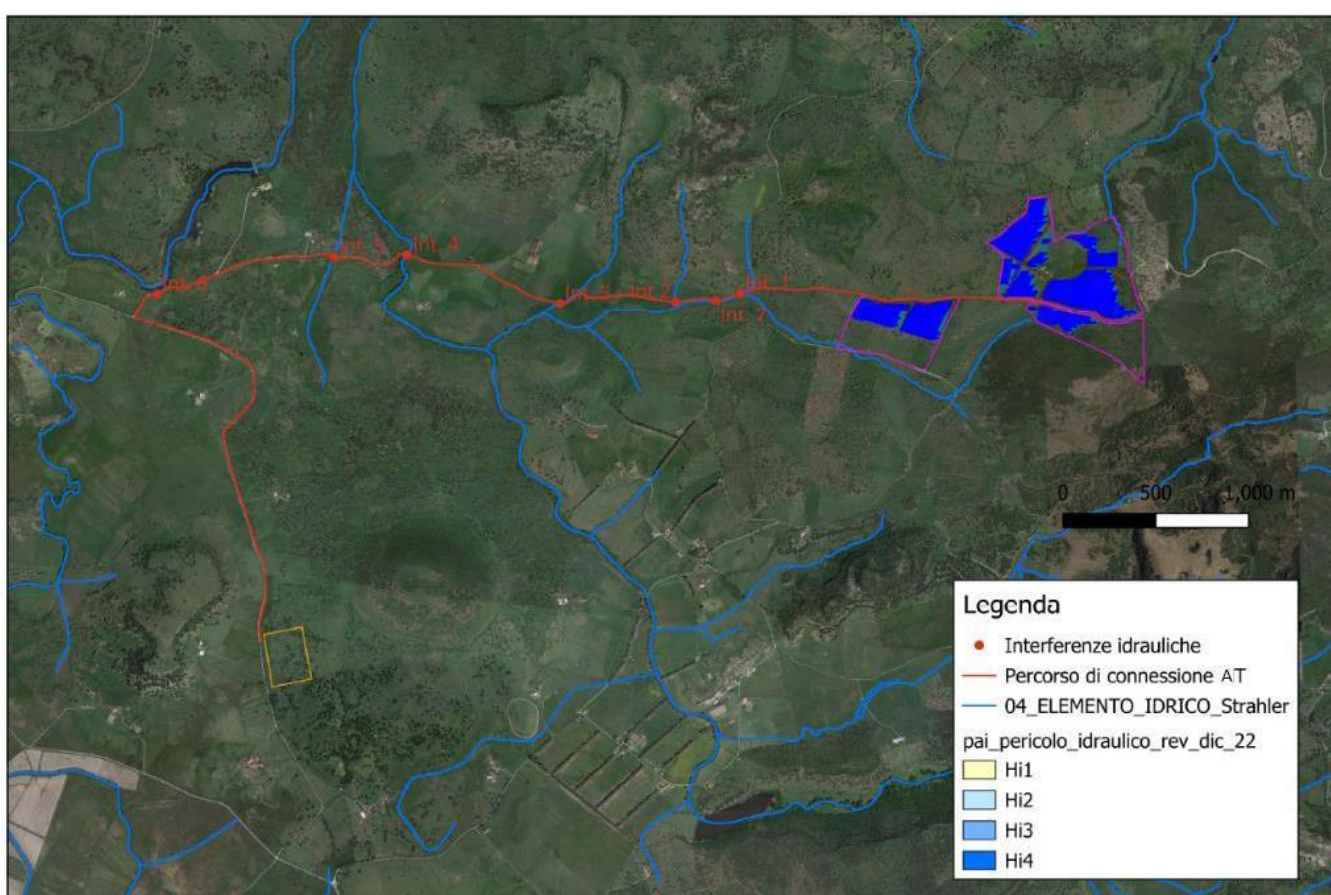 Int. 5
Int. 4
Int. 6
Int. 3
Int. 2
Int. 1
Int. 2
0 500 1,000 m
Legenda
Interferenze idrauliche
Percorso di connessione AT
04_ELEMENTO_IDRICO_Strahler
pai_pericolo_idraulico_rev_dic_22
Hi1
Hi2
Hi3
Hi4